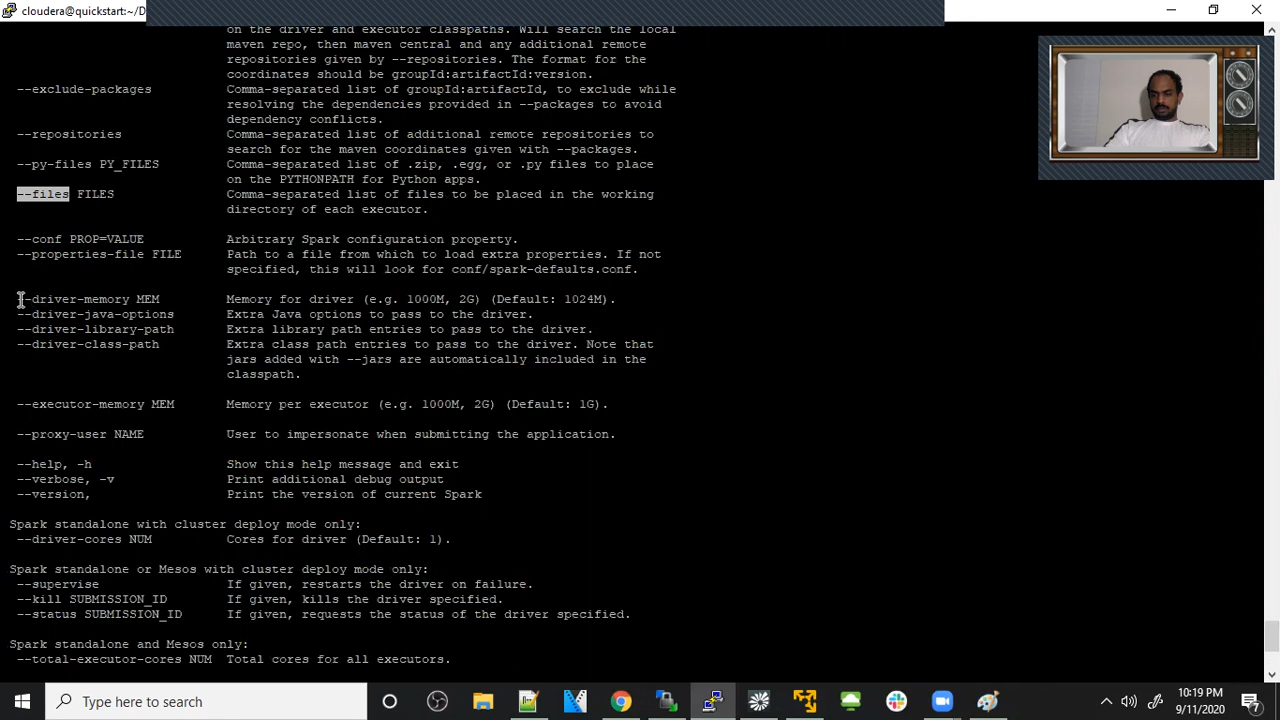 cloudera@quickstart:~/D
on the driver and executor classpaths. Will search the local
maven repo, then maven central and any additional remote
repositories given by --repositories. The format for the
coordinates should be groupId:artifactId:version.
--exclude-packages Comma-separated list of groupId:artifactId, to exclude while
resolving the dependencies provided in --packages to avoid
dependency conflicts.
--repositories Comma-separated list of additional remote repositories to
search for the maven coordinates given with --packages.
--py-files PY_FILES Comma-separated list of .zip, .egg, or .py files to place
on the PYTHONPATH for Python apps.
--files FILES Comma-separated list of files to be placed in the working
directory of each executor.
--conf PROP=VALUE Arbitrary Spark configuration property.
--properties-file FILE Path to a file from which to load extra properties. If not
specified, this will look for conf/spark-defaults.conf.
--driver-memory MEM Memory for driver (e.g. 1000M, 2G) (Default: 1024M).
--driver-java-options Extra Java options to pass to the driver.
--driver-library-path Extra library path entries to pass to the driver.
--driver-class-path Extra class path entries to pass to the driver. Note that
jars added with --jars are automatically included in the
classpath.
--executor-memory MEM Memory per executor (e.g. 1000M, 2G) (Default: 1G).
--proxy-user NAME User to impersonate when submitting the application.
--help, -h Show this help message and exit
--verbose, -v Print additional debug output
--version, Print the version of current Spark
Spark standalone with cluster deploy mode only:
--driver-cores NUM Cores for driver (Default: 1).
Spark standalone or Mesos with cluster deploy mode only:
--supervise If given, restarts the driver on failure.
--kill SUBMISSION_ID If given, kills the driver specified.
--status SUBMISSION_ID If given, requests the status of the driver specified.
Spark standalone and Mesos only:
--total-executor-cores NUM Total cores for all executors.
Type here to search
10:19 PM
9/11/2020
7